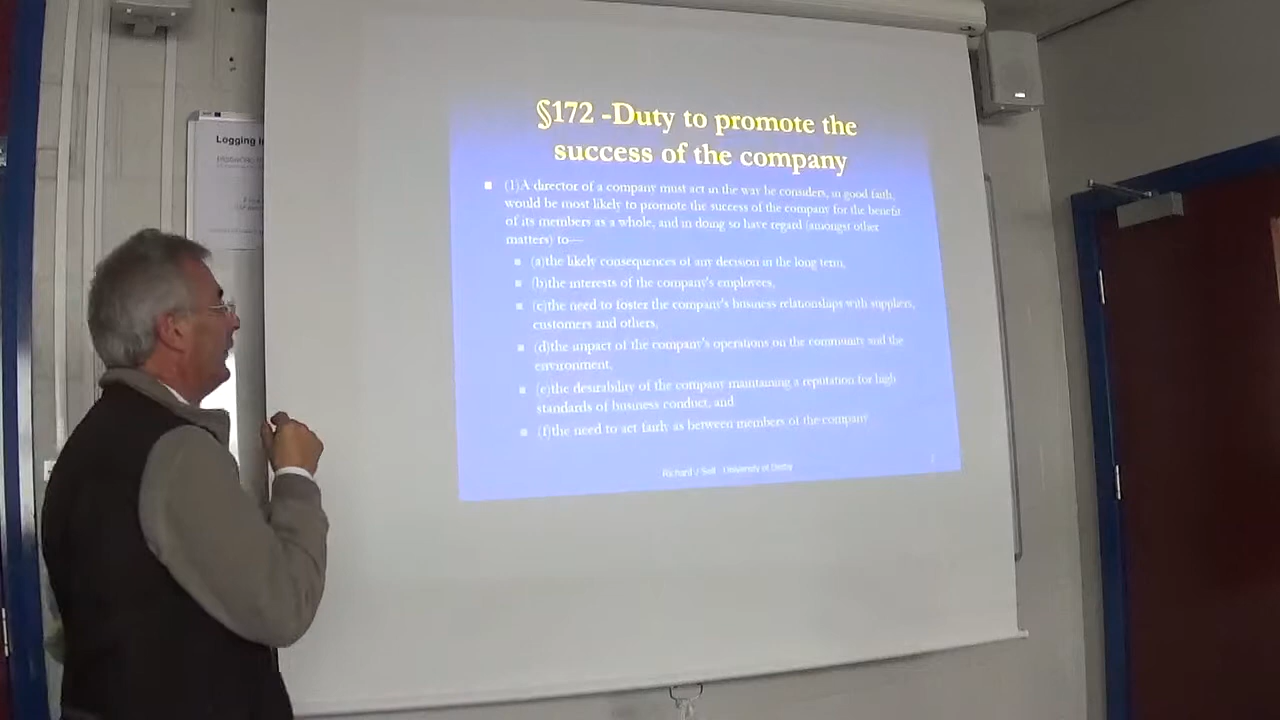 Logging in
§172 -Duty to promote the
success of the company
(1)A director of a company must act in the way he considers, in good faith,
would be most likely to promote the success of the company for the benefit
of its members as a whole, and in doing so have regard (amongst other
matters) to—
(a)the likely consequences of any decision in the long term,
(b)the interests of the company's employees,
(c)the need to foster the company's business relationships with suppliers,
customers and others,
(d)the impact of the company's operations on the community and the
environment,
(e)the desirability of the company maintaining a reputation for high
standards of business conduct, and
(f)the need to act fairly as between members of the company
Richard J Self - University of Derby